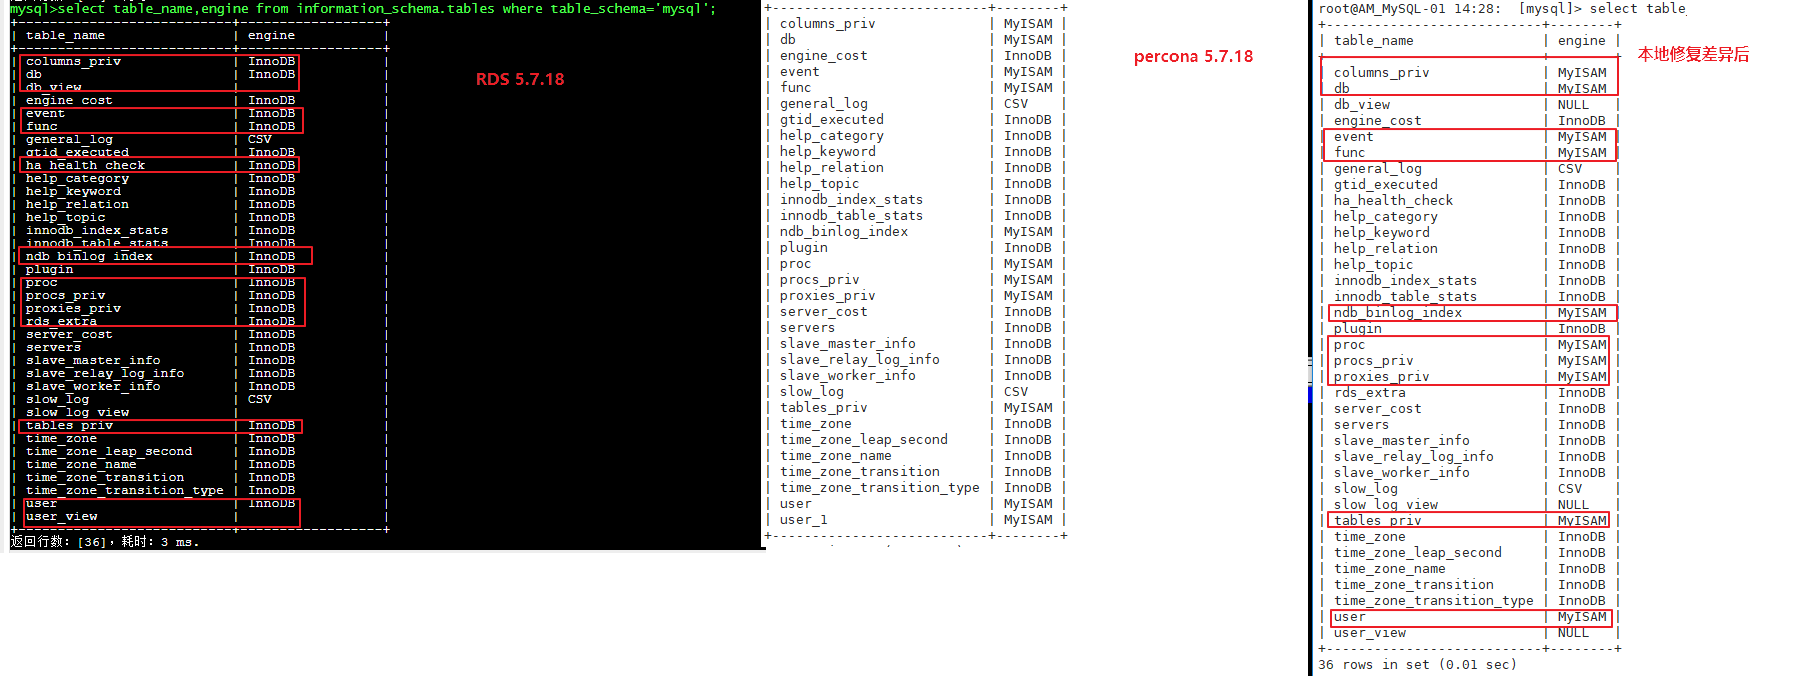 mysql>select table_name,engine from information_schema.tables where table_schema='mysql';
| table_name | engine |
| columns_priv | InnoDB |
| db | InnoDB |
| db_view | |
| engine_cost | InnoDB |
| event | InnoDB |
| func | InnoDB |
| general_log | CSV |
| gtid_executed | InnoDB |
| ha_health_check | InnoDB |
| help_category | InnoDB |
| help_keyword | InnoDB |
| help_relation | InnoDB |
| help_topic | InnoDB |
| innodb_index_stats | InnoDB |
| innodb_table_stats | InnoDB |
| ndb_binlog_index | InnoDB |
| plugin | InnoDB |
| proc | InnoDB |
| procs_priv | InnoDB |
| proxies_priv | InnoDB |
| rds_extra | InnoDB |
| server_cost | InnoDB |
| servers | InnoDB |
| slave_master_info | InnoDB |
| slave_relay_log_info | InnoDB |
| slave_worker_info | InnoDB |
| slow_log | CSV |
| slow_log_view | |
| tables_priv | InnoDB |
| time_zone | InnoDB |
| time_zone_leap_second | InnoDB |
| time_zone_name | InnoDB |
| time_zone_transition | InnoDB |
| time_zone_transition_type | InnoDB |
| user | InnoDB |
| user_view | |
返回行数: [36], 耗时: 3 ms.
RDS 5.7.18
| columns_priv | MyISAM |
| db | MyISAM |
| engine_cost | InnoDB |
| event | MyISAM |
| func | MyISAM |
| general_log | CSV |
| gtid_executed | InnoDB |
| help_category | InnoDB |
| help_keyword | InnoDB |
| help_relation | InnoDB |
| help_topic | InnoDB |
| innodb_index_stats | InnoDB |
| innodb_table_stats | InnoDB |
| ndb_binlog_index | MyISAM |
| plugin | InnoDB |
| proc | MyISAM |
| procs_priv | MyISAM |
| proxies_priv | MyISAM |
| server_cost | InnoDB |
| servers | InnoDB |
| slave_master_info | InnoDB |
| slave_relay_log_info | InnoDB |
| slave_worker_info | InnoDB |
| slow_log | CSV |
| tables_priv | MyISAM |
| time_zone | InnoDB |
| time_zone_leap_second | InnoDB |
| time_zone_name | InnoDB |
| time_zone_transition | InnoDB |
| time_zone_transition_type | InnoDB |
| user | MyISAM |
| user_1 | MyISAM |
percona 5.7.18
root@AM_MySQL-01 14:28: [mysql]> select table_
| table_name | engine |
| columns_priv | MyISAM |
| db | MyISAM |
| db_view | NULL |
| engine_cost | InnoDB |
| event | MyISAM |
| func | MyISAM |
| general_log | CSV |
| gtid_executed | InnoDB |
| ha_health_check | InnoDB |
| help_category | InnoDB |
| help_keyword | InnoDB |
| help_relation | InnoDB |
| help_topic | InnoDB |
| innodb_index_stats | InnoDB |
| innodb_table_stats | InnoDB |
| ndb_binlog_index | MyISAM |
| plugin | InnoDB |
| proc | MyISAM |
| procs_priv | MyISAM |
| proxies_priv | MyISAM |
| rds_extra | InnoDB |
| server_cost | InnoDB |
| servers | InnoDB |
| slave_master_info | InnoDB |
| slave_relay_log_info | InnoDB |
| slave_worker_info | InnoDB |
| slow_log | CSV |
| slow_log_view | NULL |
| tables_priv | MyISAM |
| time_zone | InnoDB |
| time_zone_leap_second | InnoDB |
| time_zone_name | InnoDB |
| time_zone_transition | InnoDB |
| time_zone_transition_type | InnoDB |
| user | MyISAM |
| user_view | NULL |
36 rows in set (0.01 sec)
本地修复差异后